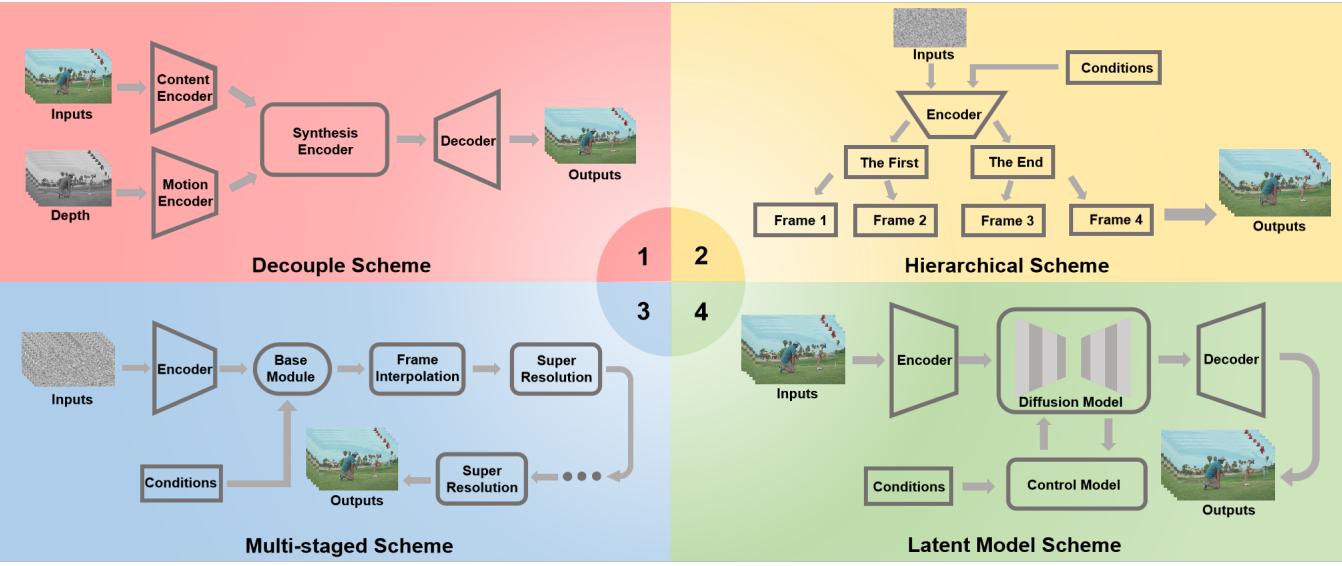 Content
Encoder
Inputs
Synthesis
Encoder
Decoder
Outputs
Motion
Encoder
Depth
Decouple Scheme
1
Inputs
Conditions
Encoder
The First
The End
Frame 1
Frame 2
Frame 3
Frame 4
Outputs
Hierarchical Scheme
2
Inputs
Encoder
Base
Module
Frame
Interpolation
Super
Resolution
Conditions
Outputs
Super
Resolution
Multi-staged Scheme
3
Inputs
Encoder
Diffusion Model
Decoder
Conditions
Control Model
Outputs
Latent Model Scheme
4